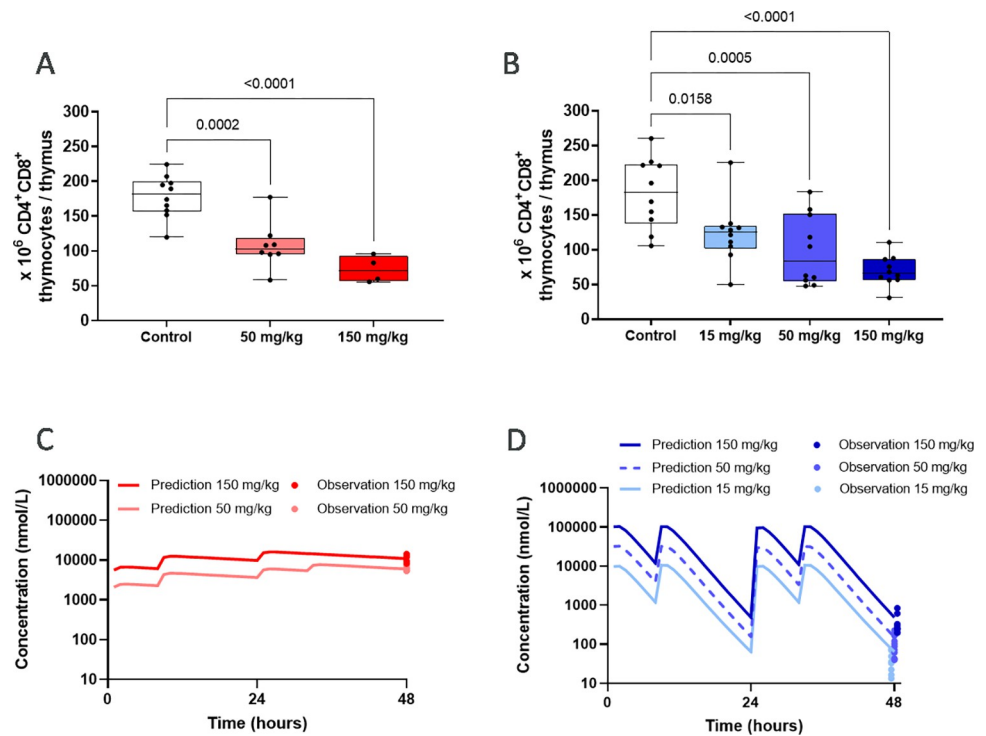 A
<0.0001
0.0002
x 10⁶ CD4⁺CD8⁺
thymocytes / thymus
300
250
200
150
100
50
0
Control
50 mg/kg
150 mg/kg
B
<0.0001
0.0005
0.0158
x 10⁶ CD4⁺CD8⁺
thymocytes / thymus
300
250
200
150
100
50
0
Control
15 mg/kg
50 mg/kg
150 mg/kg
C
Prediction 150 mg/kg
Observation 150 mg/kg
Prediction 50 mg/kg
Observation 50 mg/kg
Concentration (nmol/L)
1000000
100000
10000
1000
100
10
0
24
48
Time (hours)
D
Prediction 150 mg/kg
Observation 150 mg/kg
Prediction 50 mg/kg
Observation 50 mg/kg
Prediction 15 mg/kg
Observation 15 mg/kg
Concentration (nmol/L)
1000000
100000
10000
1000
100
10
0
24
48
Time (hours)